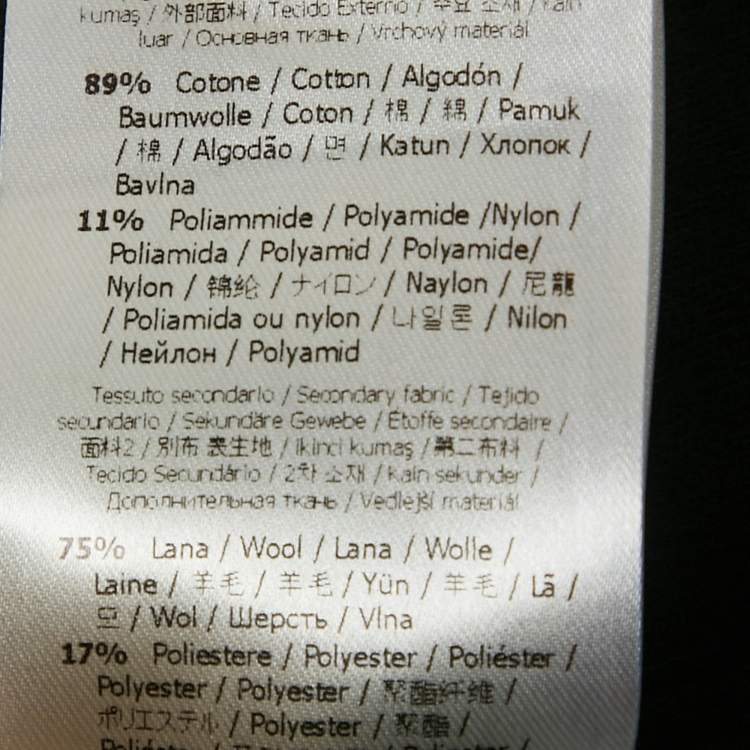 kumaş / 外部面料 / Tecido Externo / 주요 소재 / Kain
luar / Основная ткань / Vrchový materiál
89% Cotone / Cotton / Algodón /
Baumwolle / Coton / 棉 / 綿 / Pamuk
/ 棉 / Algodão / 면 / Katun / Хлопок /
Bavlna
11% Poliammide / Polyamide /Nylon /
Poliamida / Polyamid / Polyamide/
Nylon / 锦纶 / ナイロン / Naylon / 尼龍
/ Poliamida ou nylon / 나일론 / Nilon
/ Нейлон / Polyamid
Tessuto secondario / Secondary fabric / Tejido
secundario / Sekundäre Gewebe / Étoffe secondaire /
面料2 / 別布 表生地 / Ikinci kumaş / 第二布料 /
Tecido Secundário / 2차 소재 / Kain sekunder /
Дополнительная ткань / Vedlejší materiál
75% Lana / Wool / Lana / Wolle /
Laine / 羊毛 / 羊毛 / Yün / 羊毛 / Lã /
모 / Wol / Шерсть / Vlna
17% Poliestere / Polyester / Poliéster /
Polyester / Polyester / 聚酯纤维 /
ポリエステル / Polyester / 聚酯 /